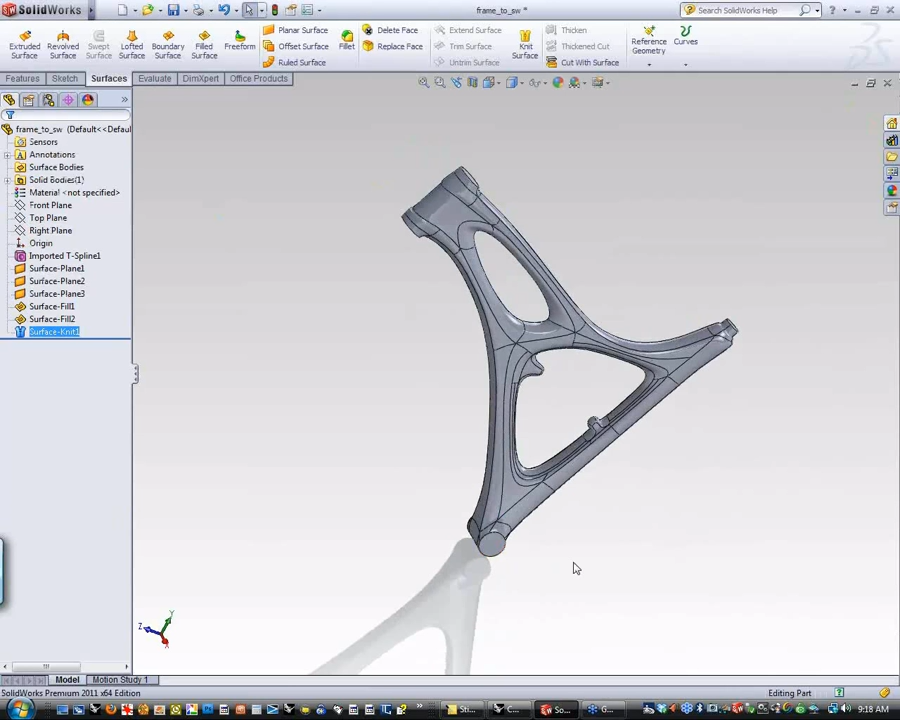 SolidWorks
frame_to_sw *
Search SolidWorks Help
Extruded Surface
Revolved Surface
Swept Surface
Lofted Surface
Boundary Surface
Filled Surface
Freeform
Planar Surface
Offset Surface
Ruled Surface
Fillet
Delete Face
Replace Face
Knit Surface
Extend Surface
Trim Surface
Untrim Surface
Thicken
Thickened Cut
Cut With Surface
Reference Geometry
Curves
Features
Sketch
Surfaces
Evaluate
DimXpert
Office Products
frame_to_sw (Default<<Defau
Sensors
Annotations
Surface Bodies
Solid Bodies(1)
Material <not specified>
Front Plane
Top Plane
Right Plane
Origin
Imported T-Spline1
Surface-Plane1
Surface-Plane2
Surface-Plane3
Surface-Fill1
Surface-Fill2
Surface-Knit1
Y
Z
X
Model
Motion Study 1
SolidWorks Premium 2011 x64 Edition
Editing Part
Sti...
C...
So...
G...
9:18 AM